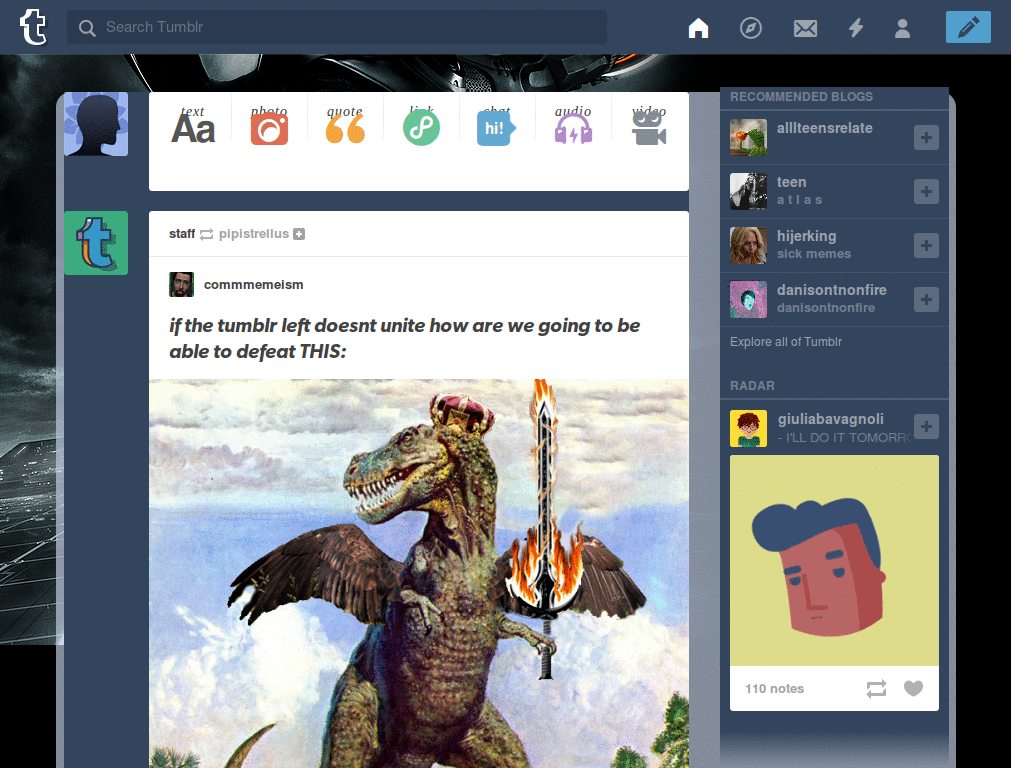 Search Tumblr
text photo quote link chat audio video
Aa hi!
RECOMMENDED BLOGS
alllteensrelate
teen
a t l a s
hijerking
sick memes
danisontnonfire
danisontnonfire
Explore all of Tumblr
staff pipistrellus
commmemeism
if the tumblr left doesnt unite how are we going to be
able to defeat THIS:
RADAR
giuliabavagnoli
- I'LL DO IT TOMORRO
110 notes